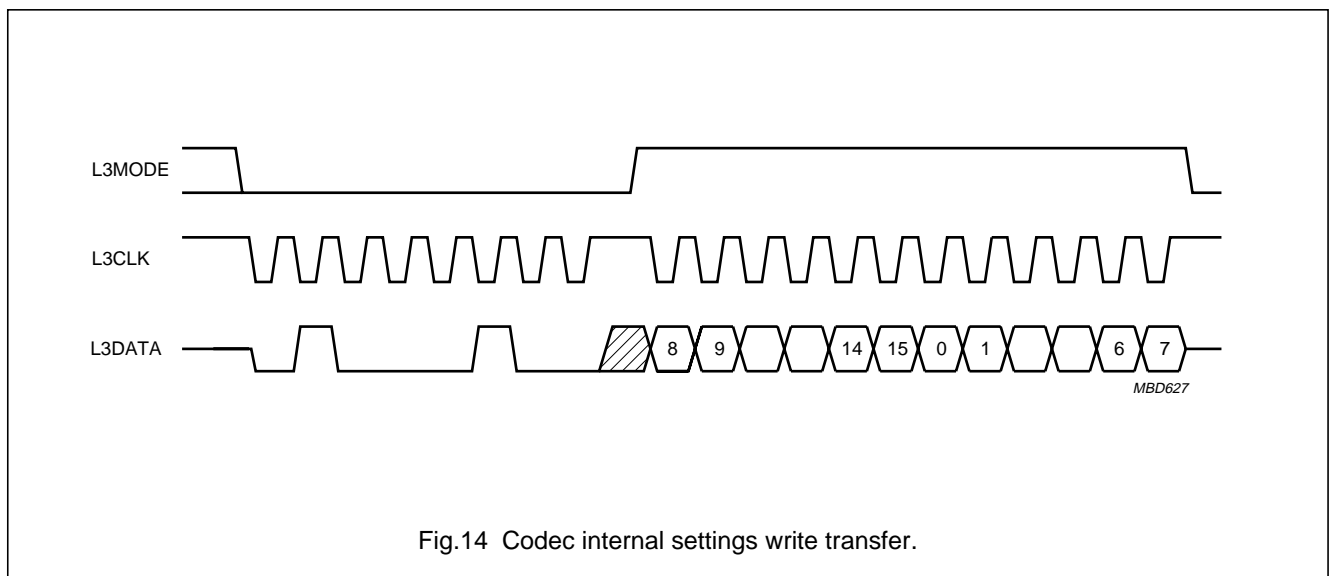 L3MODE
L3CLK
L3DATA
8 9 14 15 0 1 6 7
MBD627
Fig.14 Codec internal settings write transfer.